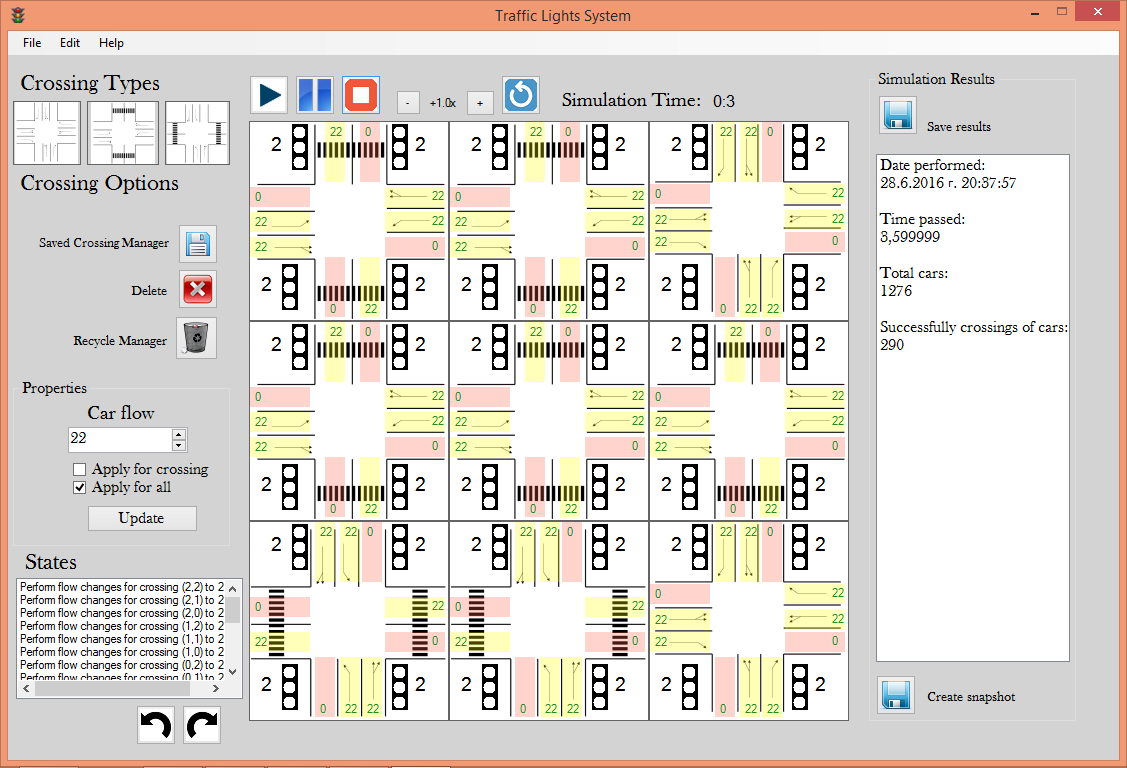 Traffic Lights System
File Edit Help
Crossing Types
Crossing Options
Saved Crossing Manager
Delete
Recycle Manager
Properties
Car flow
22
Apply for crossing
Apply for all
Update
States
Perfom flow changes for crossing (2,2) to 2
Perfom flow changes for crossing (2,1) to 2
Perfom flow changes for crossing (2,0) to 2
Perfom flow changes for crossing (1,2) to 2
Perfom flow changes for crossing (1,1) to 2
Perfom flow changes for crossing (1,0) to 2
Perfom flow changes for crossing (0,2) to 2
Perfom flow changes for crossing (0,1) to 2
- +1.0x + Simulation Time: 0:3
22 0 22 0 22 22 0
2 2 2 2 2 2
0 22 0 22 0 22
22 22 22 22 22 22
22 0 22 0 22 0
2 2 2 2 2 2
0 22 0 22 0 22 22
22 0 22 0 22 0
2 2 2 2 2 2
0 22 0 22 0 22
22 22 22 22 22 22
22 0 22 0 22 0
2 2 2 2 2 2
0 22 0 22 0 22
22 22 0 22 22 0 22 22 0
2 2 2 2 2 2
0 22
0 22 0 22
22 22
22 0 22 0 22 0
2 2 2 2 2 2
0 22 22 0 22 22 0 22 22
Simulation Results
Save results
Date performed:
28.6.2016 г. 20:37:57
Time passed:
3,599999
Total cars:
1276
Successfully crossings of cars:
290
Create snapshot